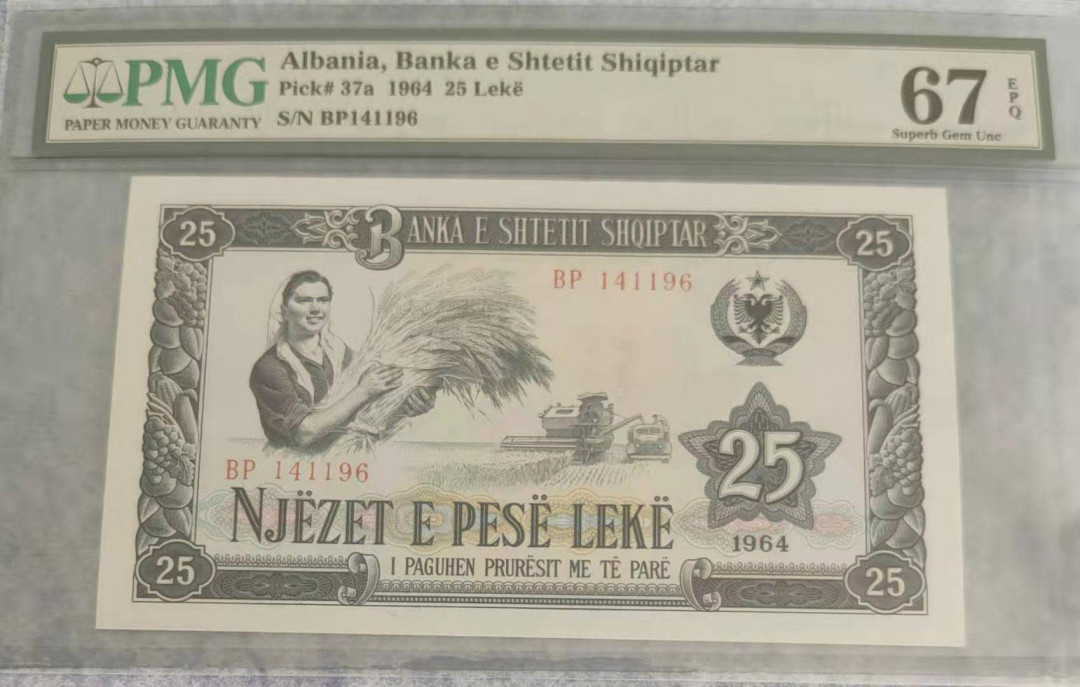 PMG
PAPER MONEY GUARANTY
Albania, Banka e Shtetit Shiqiptar
Pick# 37a 1964 25 Lekë
S/N BP141196
67
EPQ
Superb Gem Unc
25
BANKA E SHTETIT SHQIPTAR
25
BP 141196
25
BP 141196
NJËZET E PESË LEKË
1964
25
I PAGUHEN PRURËSIT ME TË PARË
25